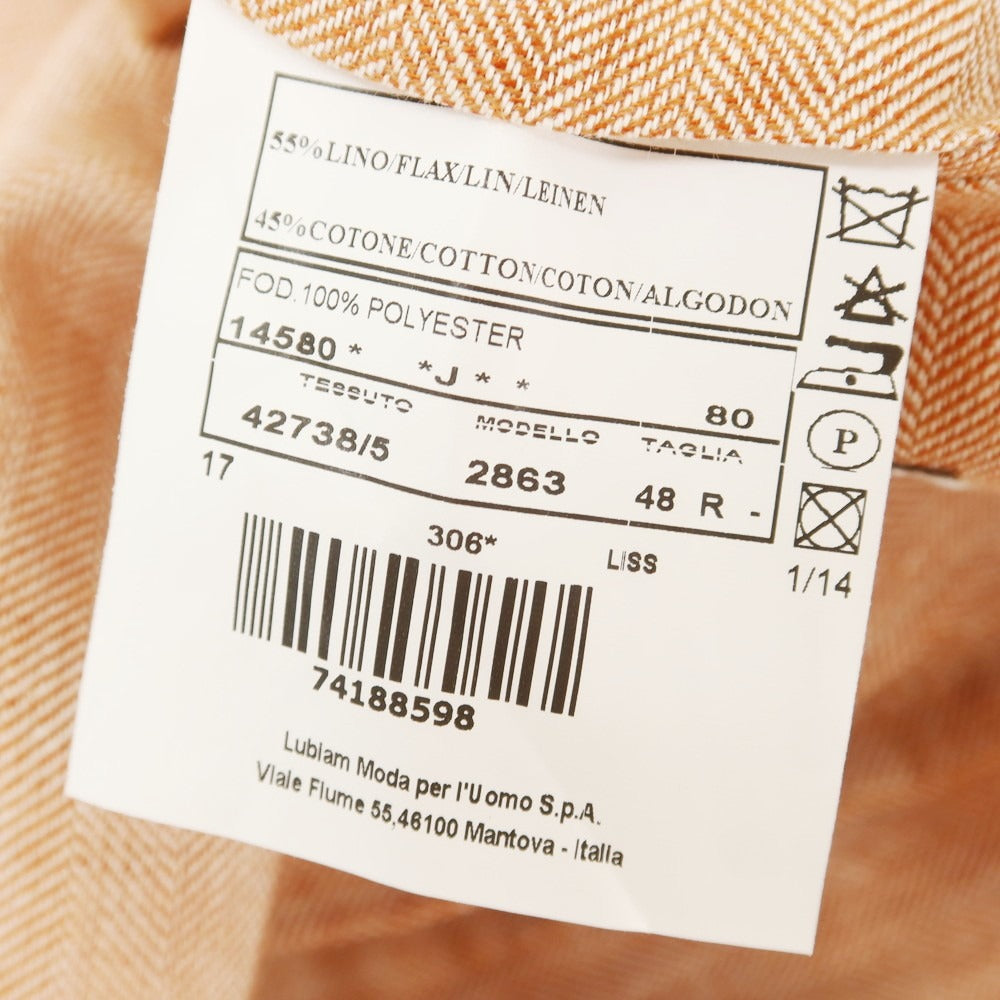 55%LINO/FLAX/LIN/LEINEN
45%COTONE/COTTON/COTON/ALGODON
FOD.100% POLYESTER
14580 * *J * * 80
TESSUTO MODELLO TAGLIA
42738/5 2863 48 R -
17 306* LISS 1/14
P
74188598
Lubiam Moda per l'Uomo S.p.A.
Viale Fiume 55,46100 Mantova - Italia